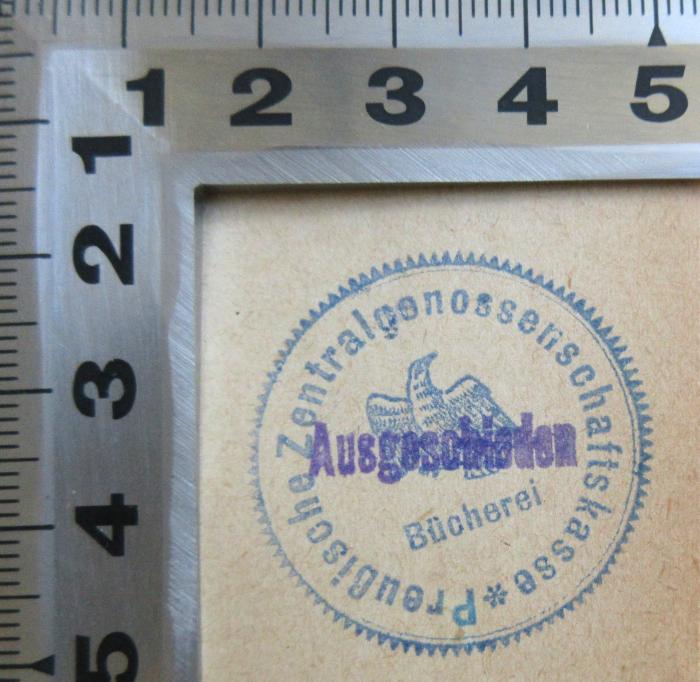 1 2 3 4 5
1
2
3
4
5
Preußische Zentralgenossenschaftskasse *
Ausgeschieden
Bücherei